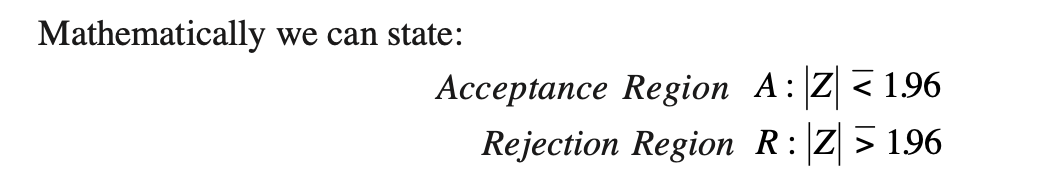 Mathematically we can state:
Acceptance Region A : |Z| <̅ 1.96
Rejection Region R : |Z| >̅ 1.96